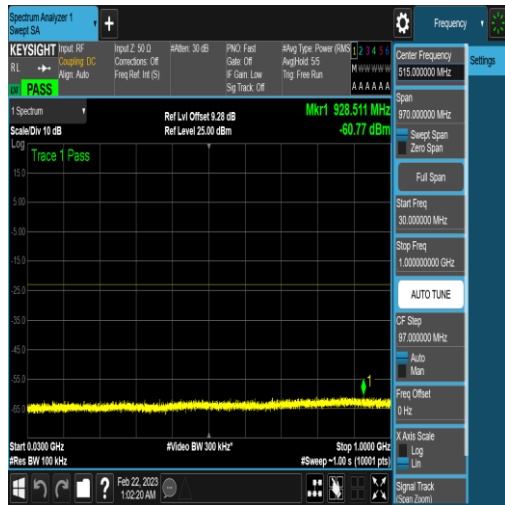 Spectrum Analyzer 1
Swept SA
+
Frequency
KEYSIGHT
Input: RF
Input Z: 50 Ω
#Atten: 30 dB
PNO: Fast
#Avg Type: Power (RMS
1 2 3 4 5 6
RL
Coupling: DC
Corrections: Off
Gate: Off
Avg|Hold: 5/5
M W W W W W
Align: Auto
Freq Ref: Int (S)
IF Gain: Low
Trig: Free Run
Sig Track: Off
A A A A A A
PASS
1 Spectrum
Ref Lvl Offset 9.28 dB
Mkr1 928.511 MHz
Scale/Div 10 dB
Ref Level 25.00 dBm
-60.77 dBm
Log
Trace 1 Pass
15.0
5.00
-5.00
-15.0
-25.0
-35.0
-45.0
-55.0
-65.0
1
Start 0.0300 GHz
#Video BW 300 kHz*
Stop 1.0000 GHz
#Res BW 100 kHz
#Sweep ~1.00 s (10001 pts)
?
Feb 22, 2023
1:02:20 AM
Center Frequency
515.000000 MHz
Settings
Span
970.000000 MHz
Swept Span
Zero Span
Full Span
Start Freq
30.000000 MHz
Stop Freq
1.000000000 GHz
AUTO TUNE
CF Step
97.000000 MHz
Auto
Man
Freq Offset
0 Hz
X Axis Scale
Log
Lin
Signal Track
(Span Zoom)